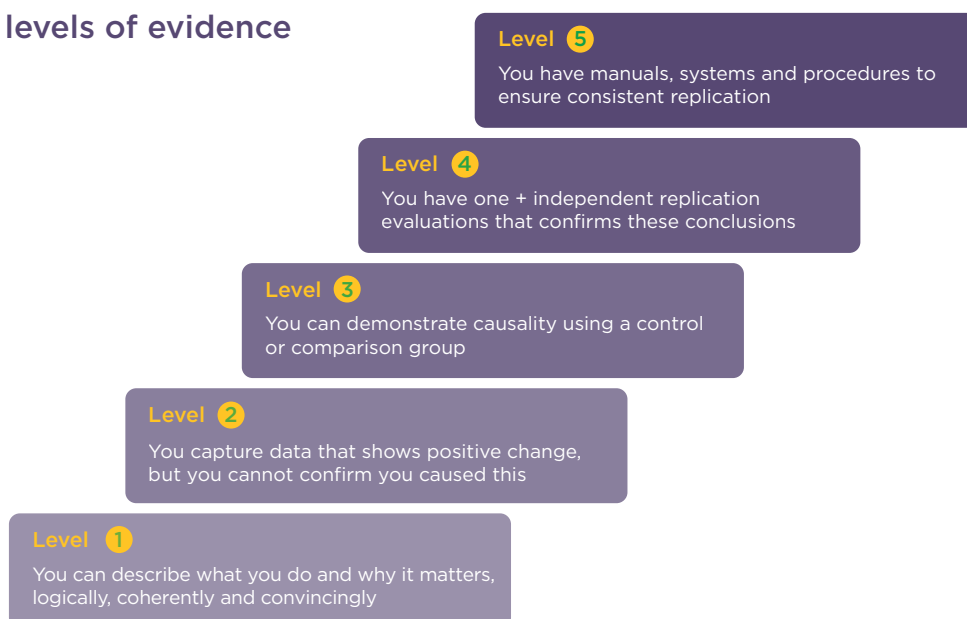 levels of evidence
Level 5
You have manuals, systems and procedures to
ensure consistent replication
Level 4
You have one + independent replication
evaluations that confirms these conclusions
Level 3
You can demonstrate causality using a control
or comparison group
Level 2
You capture data that shows positive change,
but you cannot confirm you caused this
Level 1
You can describe what you do and why it matters,
logically, coherently and convincingly